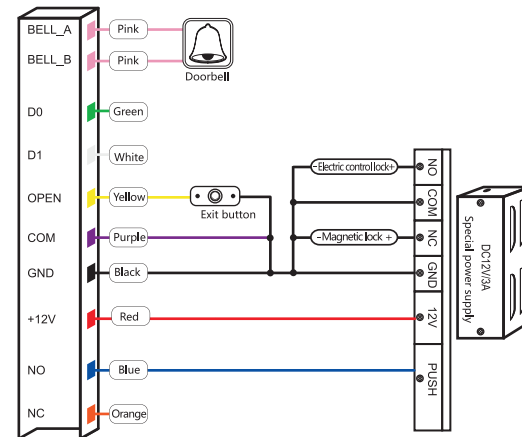 BELL_A Pink
BELL_B Pink
Doorbell
D0 Green
D1 White
OPEN Yellow
Exit button
COM Purple
GND Black
+12V Red
NO Blue
NC Orange
-Electric control lock+
-Magnetic lock +
NO
COM
NC
GND
12V
PUSH
DC12V/3A
Special power supply